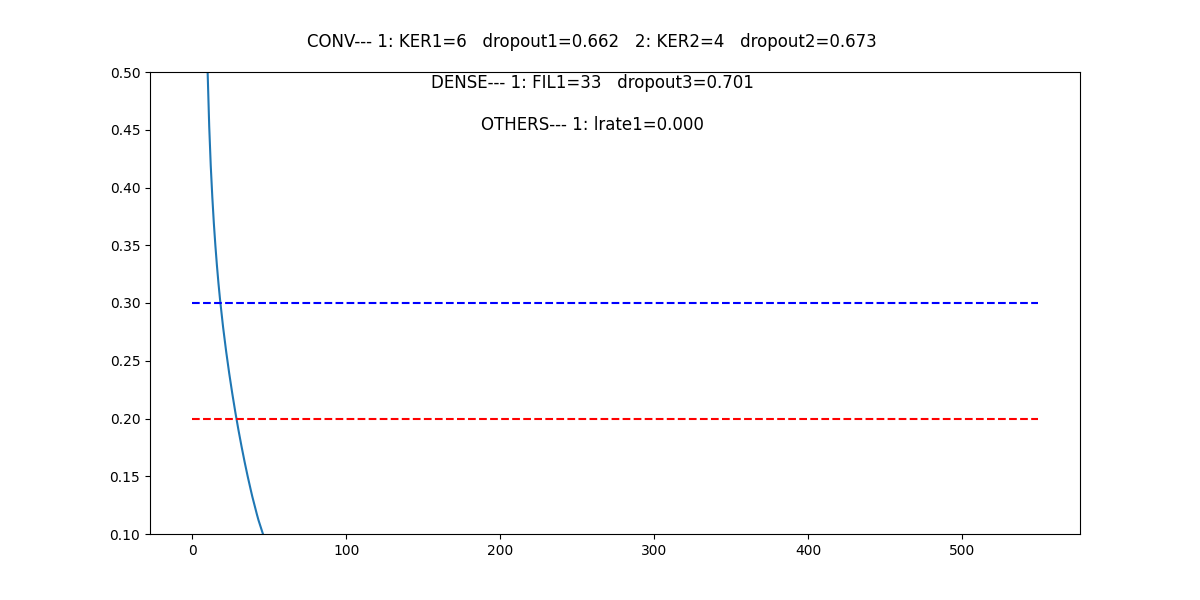 CONV--- 1: KER1=6   dropout1=0.662   2: KER2=4   dropout2=0.673
DENSE--- 1: FIL1=33   dropout3=0.701
OTHERS--- 1: lrate1=0.000
0.50
0.45
0.40
0.35
0.30
0.25
0.20
0.15
0.10
0 100 200 300 400 500